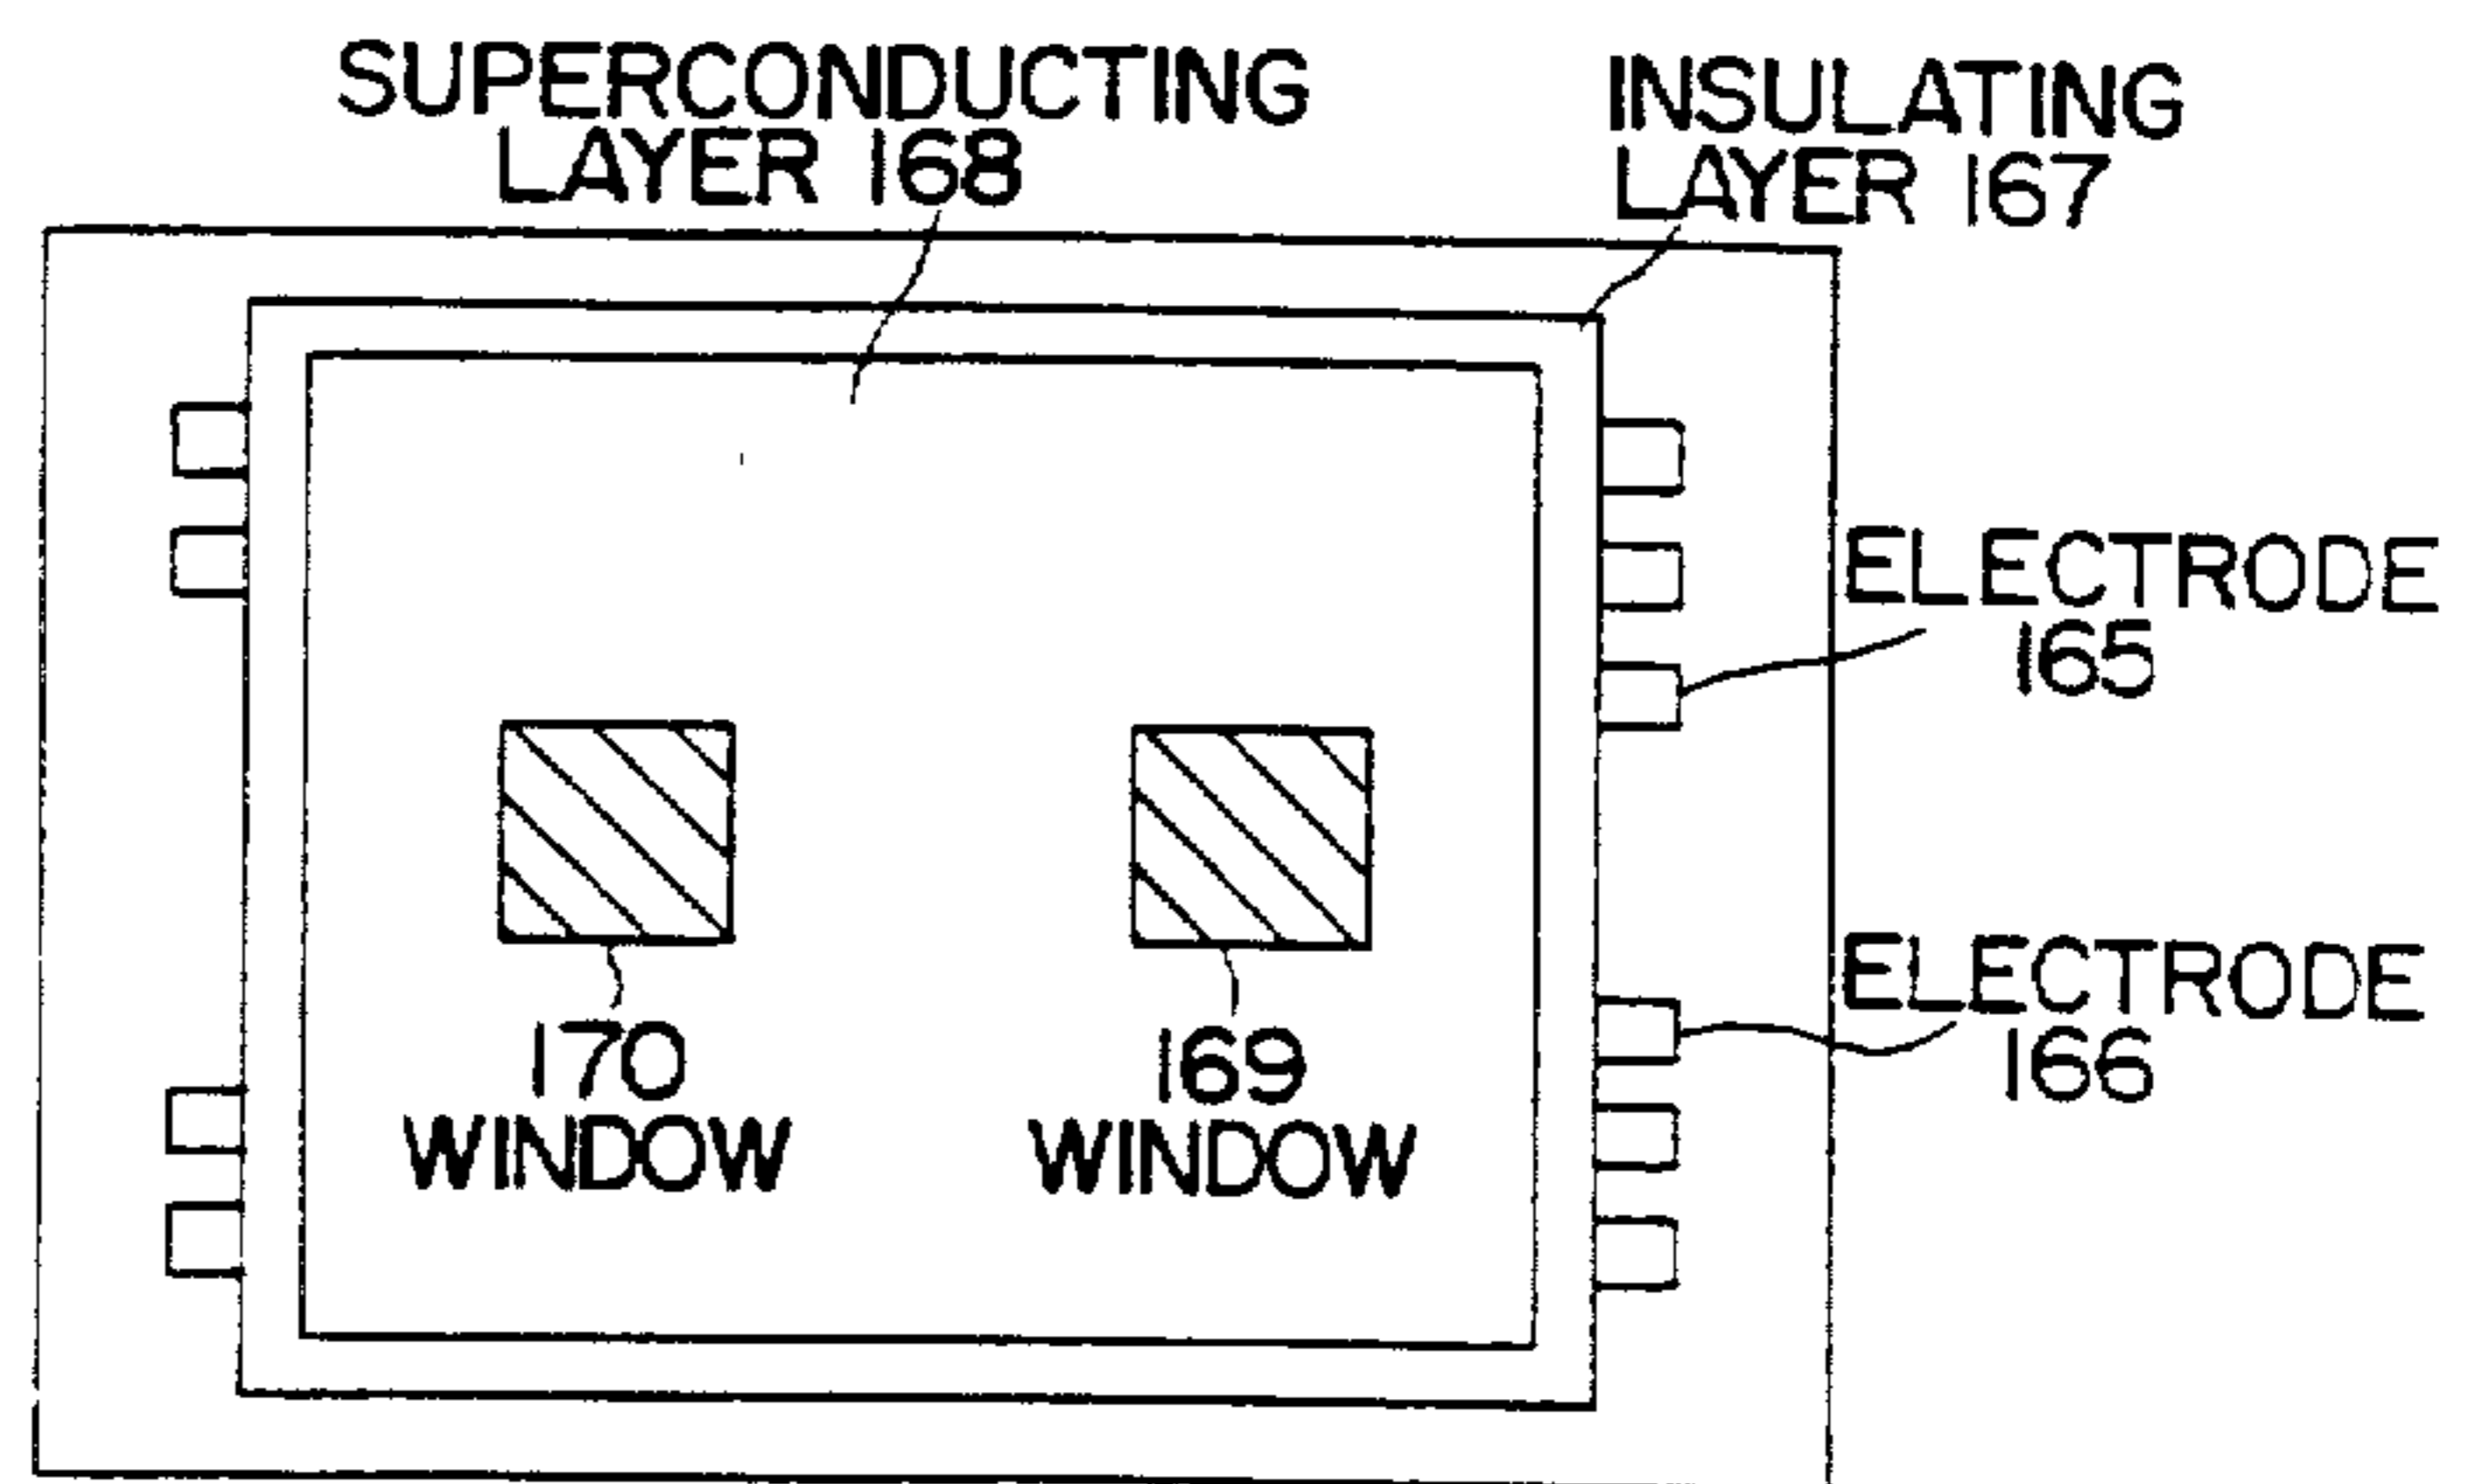 SUPERCONDUCTING
LAYER 168
INSULATING
LAYER 167
ELECTRODE
165
ELECTRODE
166
170
WINDOW
169
WINDOW